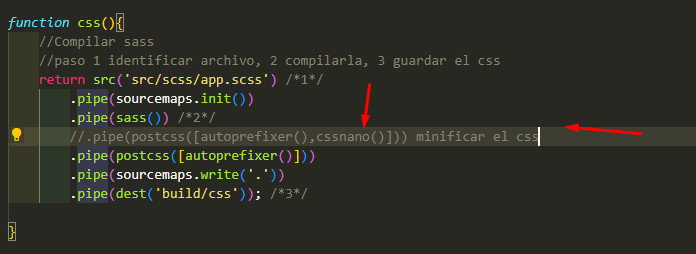 function css(){
//Compilar sass
//paso 1 identificar archivo, 2 compilarla, 3 guardar el css
return src('src/scss/app.scss') /*1*/
.pipe(sourcemaps.init())
.pipe(sass()) /*2*/
//.pipe(postcss([autoprefixer(),cssnano()])) minificar el css
.pipe(postcss([autoprefixer()]))
.pipe(sourcemaps.write('.'))
.pipe(dest('build/css')); /*3*/
}